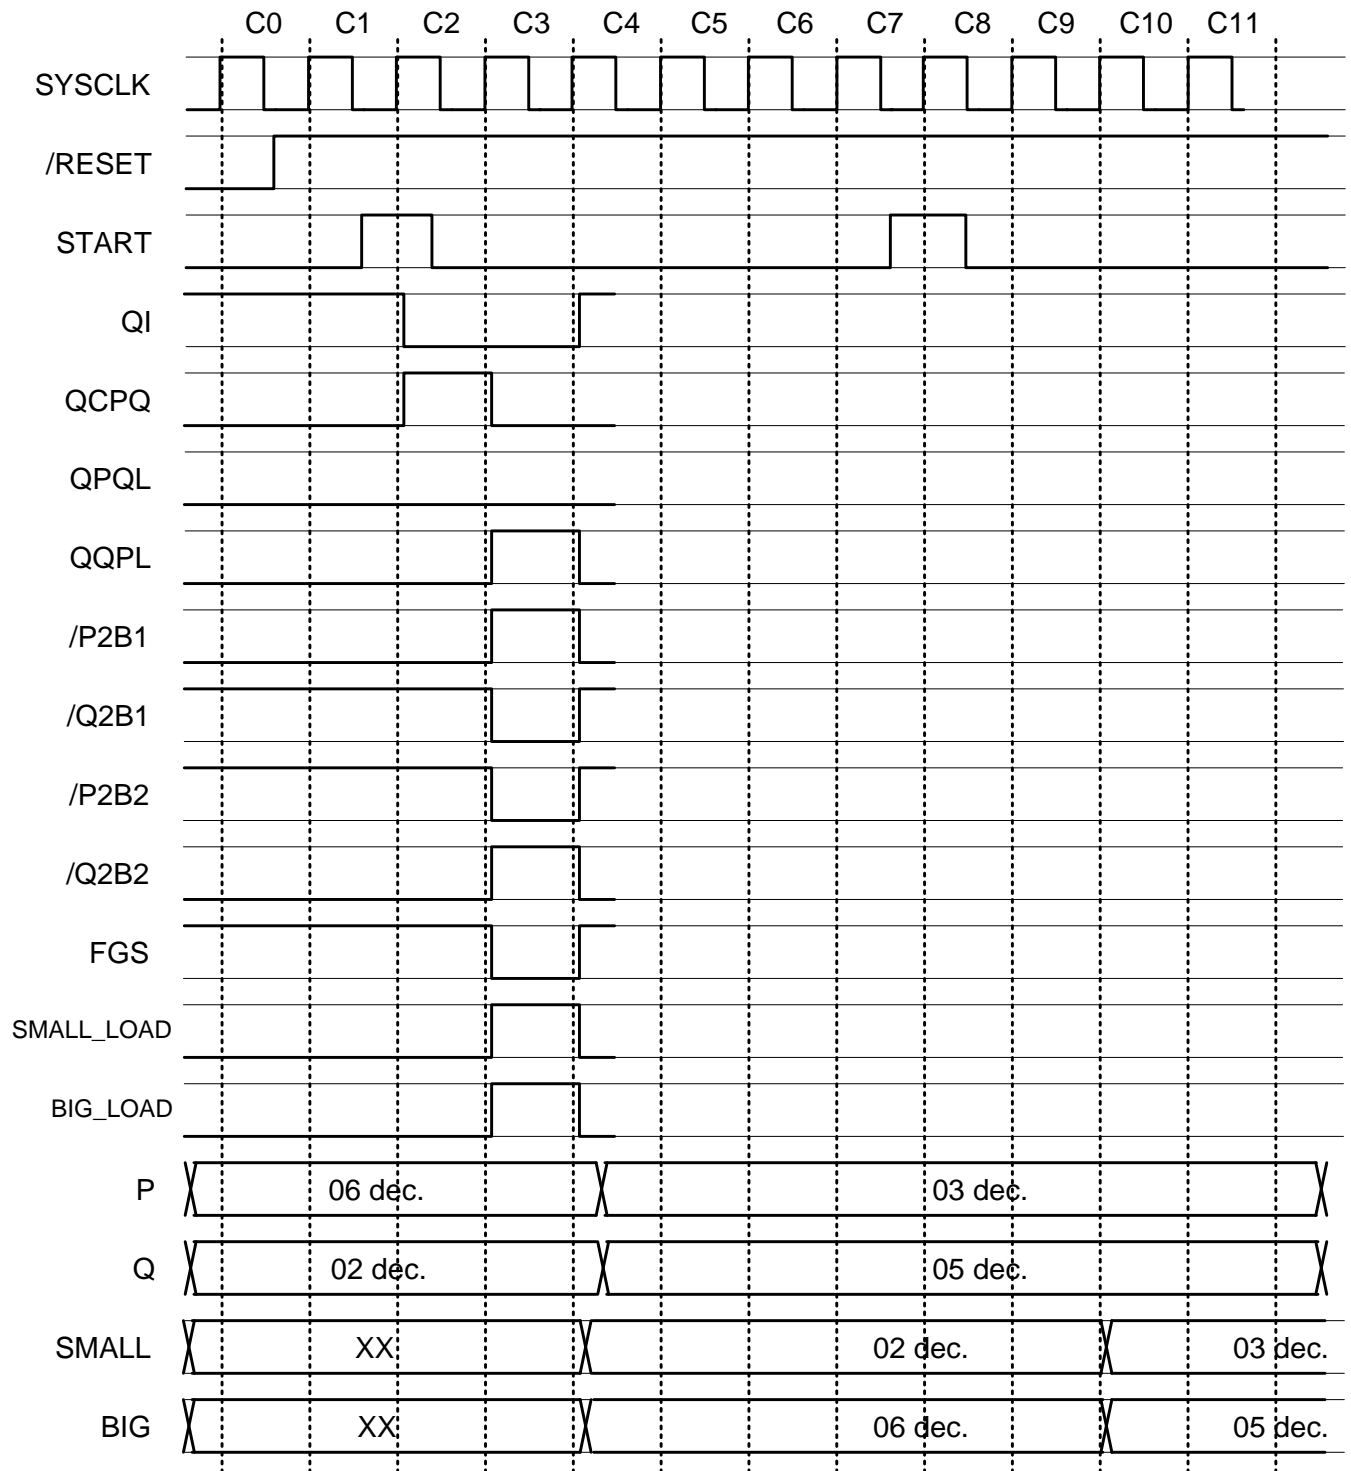 C0 C1 C2 C3 C4 C5 C6 C7 C8 C9 C10 C11
SYSCLK
/RESET
START
QI
QCPQ
QPQL
QQPL
/P2B1
/Q2B1
/P2B2
/Q2B2
FGS
SMALL_LOAD
BIG_LOAD
P 06 dec. 03 dec.
Q 02 dec. 05 dec.
SMALL XX 02 dec. 03 dec.
BIG XX 06 dec. 05 dec.